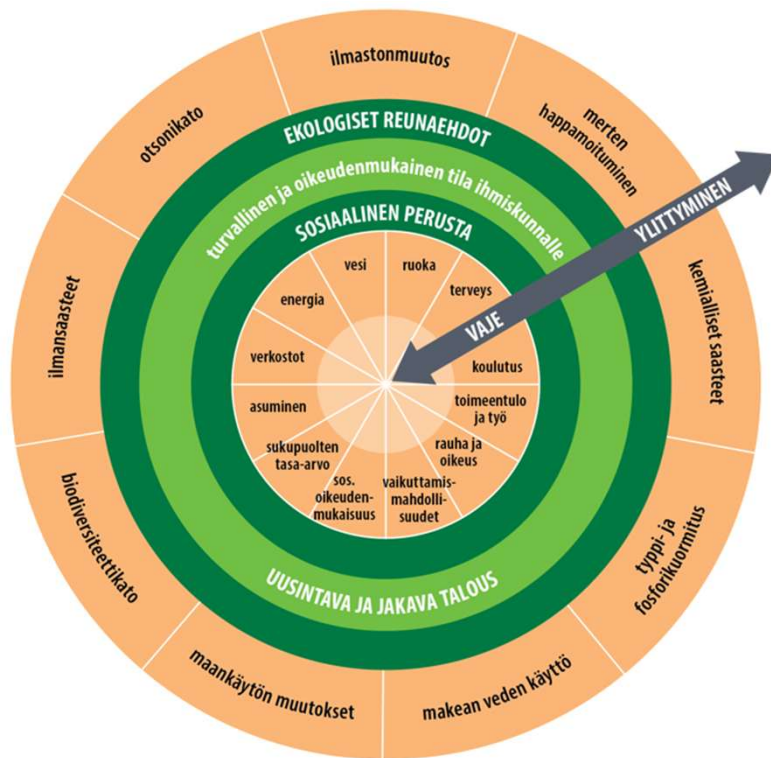 ilmastonmuutos
merten
happamoituminen
kemialliset saasteet
typpi- ja
fosforikuormitus
makean veden käyttö
maankäytön muutokset
biodiversiteettikato
ilmansaasteet
otsonikato
EKOLOGISET REUNAEHDOT
turvallinen ja oikeudenmukainen tila ihmiskunnalle
SOSIAALINEN PERUSTA
YLITTYMINEN
VAJE
vesi
ruoka
energia
terveys
verkostot
koulutus
asuminen
toimeentulo
ja työ
sukupuolten
tasa-arvo
rauha ja
oikeus
sos.
oikeuden-
mukaisuus
vaikuttamis-
mahdolli-
suudet
UUSINTAVA JA JAKAVA TALOUS